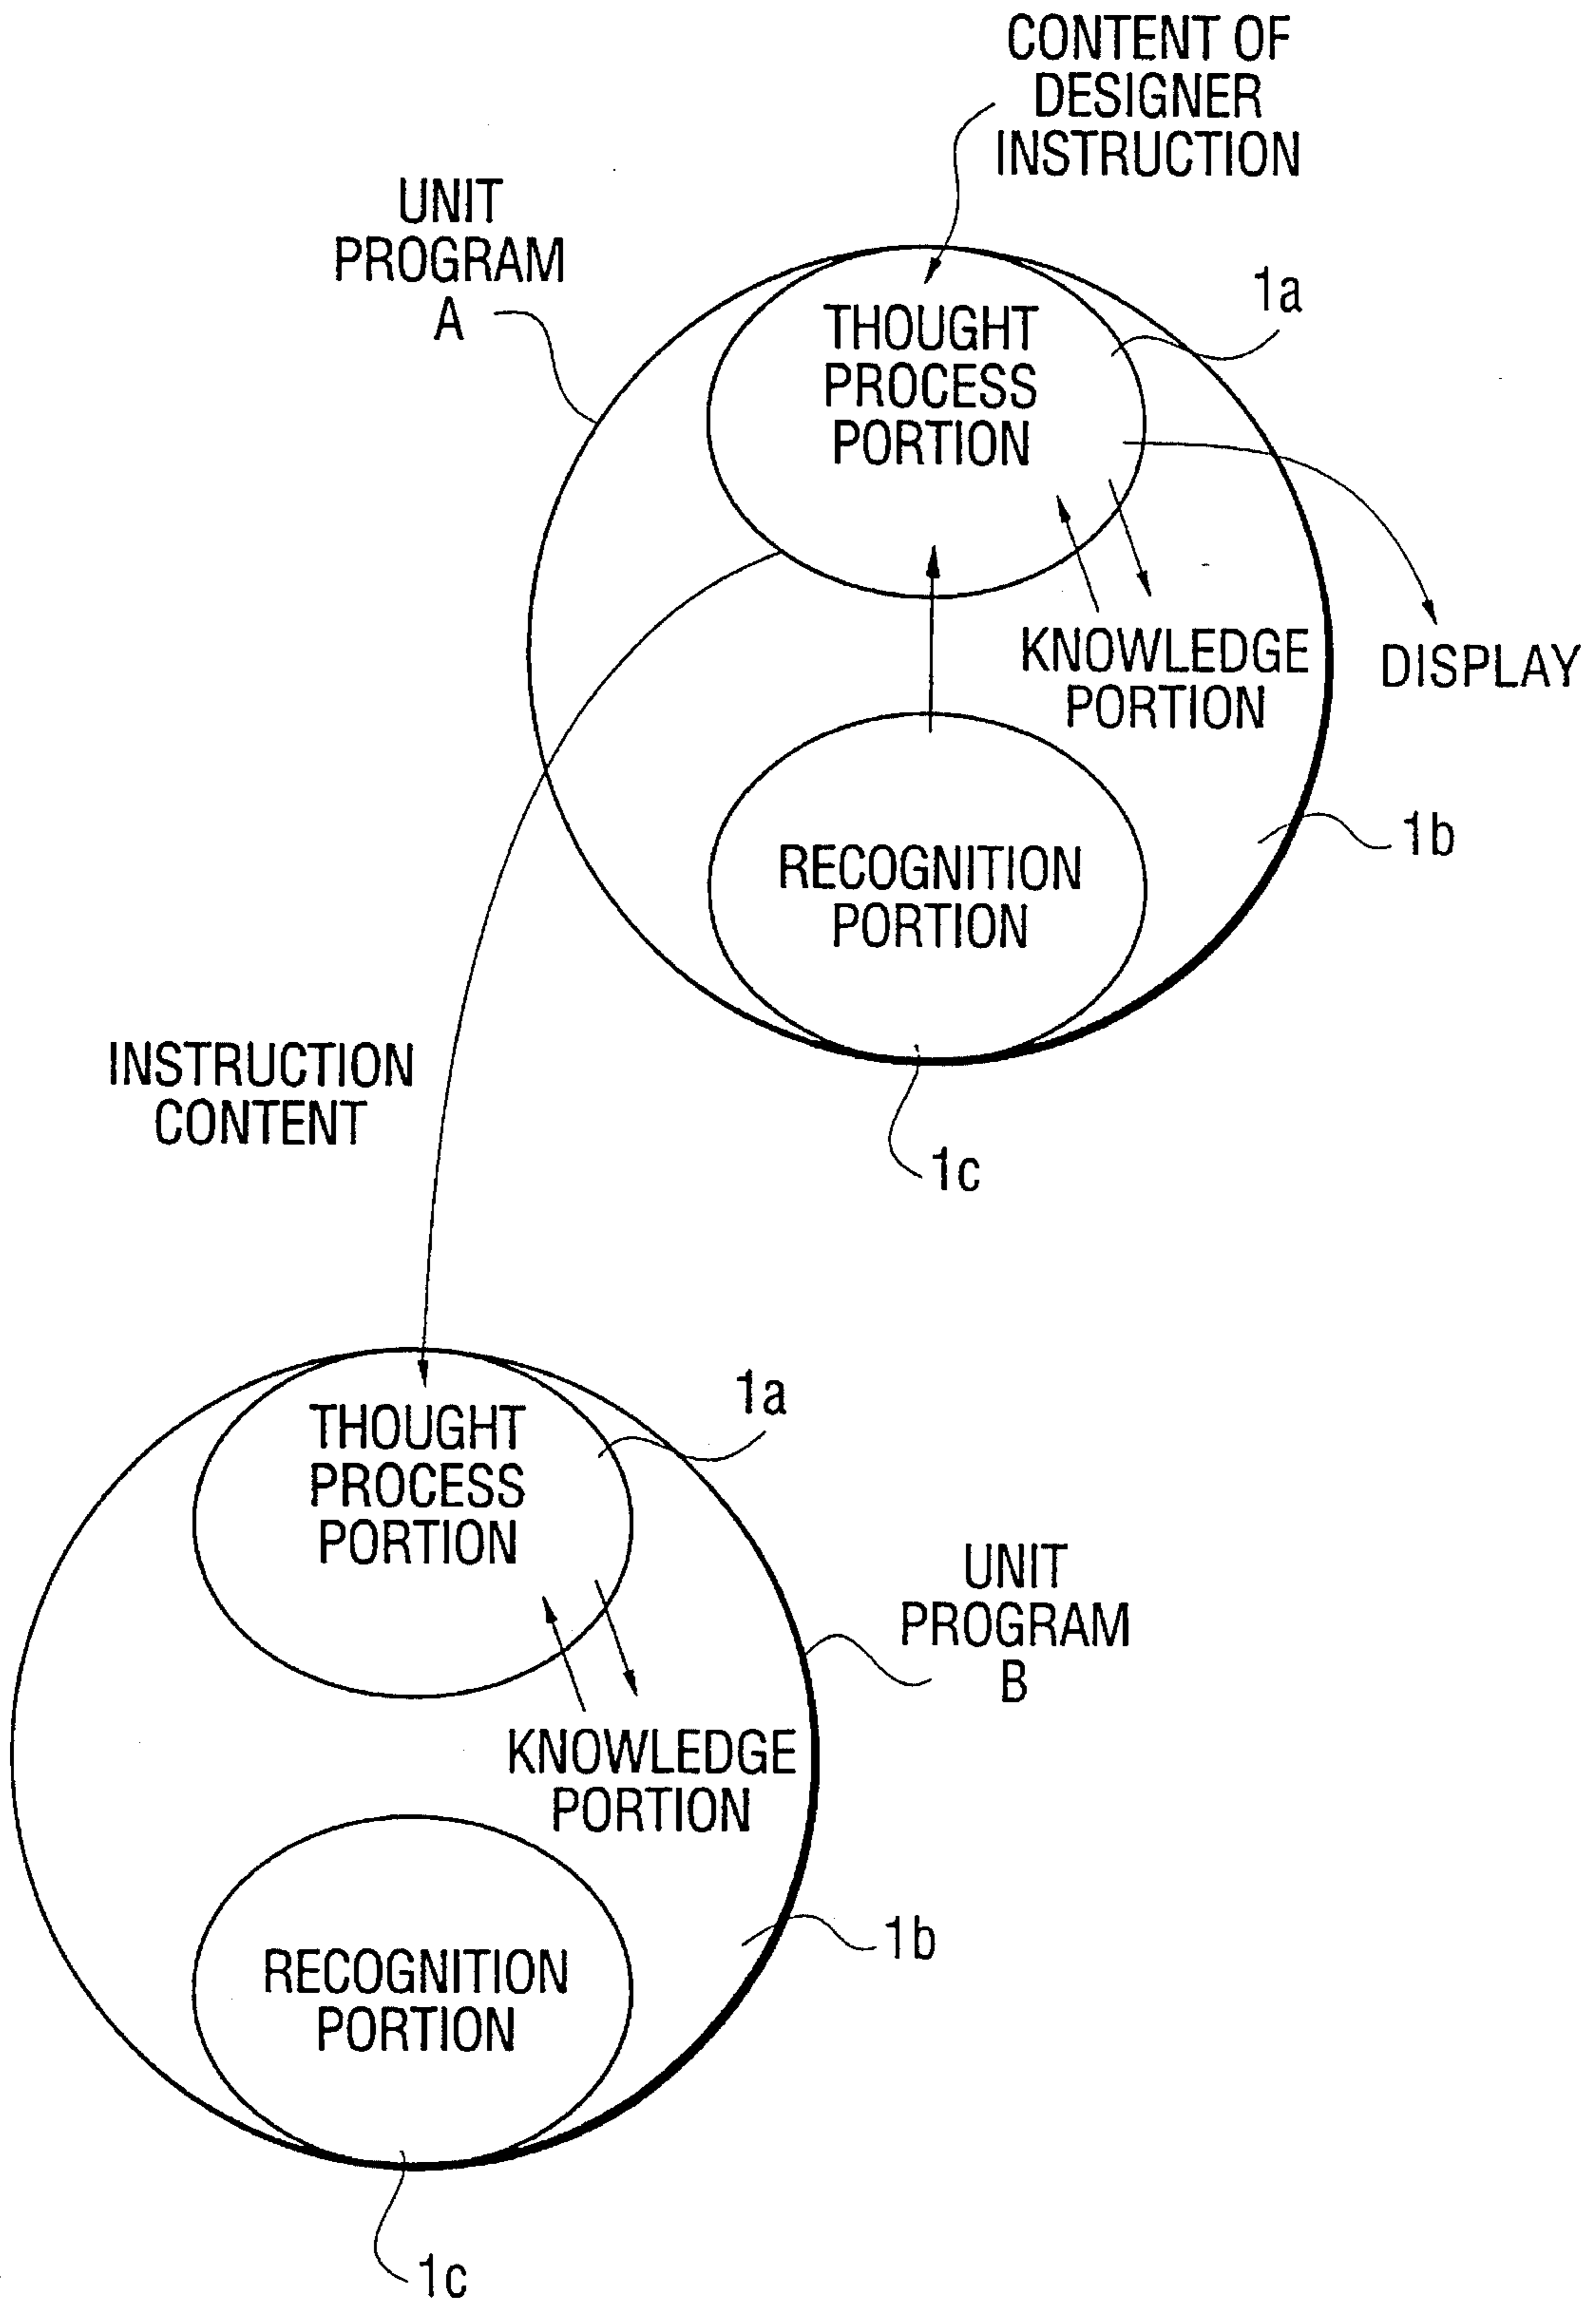 CONTENT OF
DESIGNER
INSTRUCTION
UNIT
PROGRAM
A
1a
THOUGHT
PROCESS
PORTION
KNOWLEDGE
PORTION
DISPLAY
1b
RECOGNITION
PORTION
1c
INSTRUCTION
CONTENT
1a
THOUGHT
PROCESS
PORTION
UNIT
PROGRAM
B
KNOWLEDGE
PORTION
1b
RECOGNITION
PORTION
1c